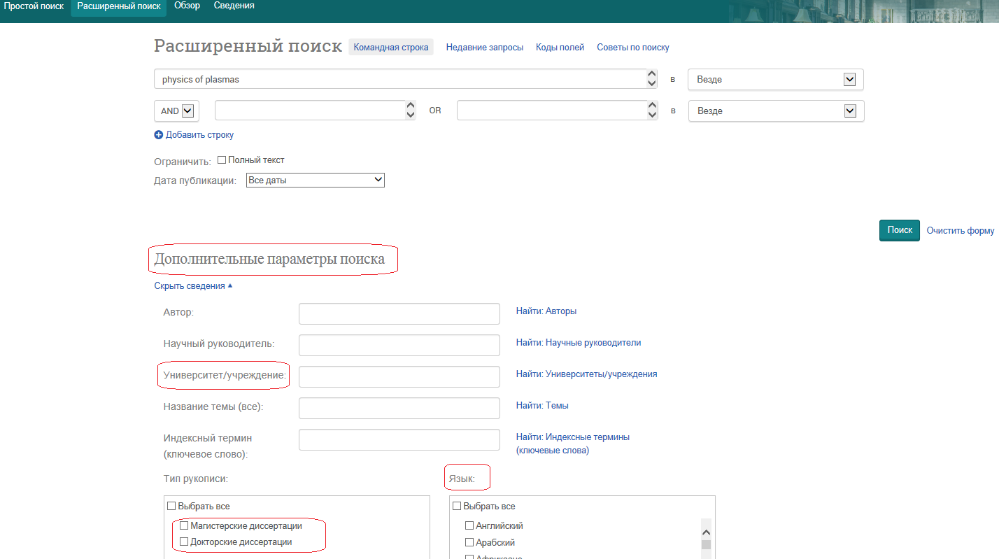 Простой поиск Расширенный поиск Обзор Сведения
Расширенный поиск Командная строка Недавние запросы Коды полей Советы по поиску
physics of plasmas в Везде
AND OR в Везде
Добавить строку
Ограничить: Полный текст
Дата публикации: Все даты
Поиск Очистить форму
Дополнительные параметры поиска
Скрыть сведения
Автор: Найти: Авторы
Научный руководитель: Найти: Научные руководители
Университет/учреждение: Найти: Университеты/учреждения
Название темы (все): Найти: Темы
Индексный термин Найти: Индексные термины
(ключевое слово): (ключевые слова)
Тип рукописи: Язык:
Выбрать все Выбрать все
Магистерские диссертации Английский
Докторские диссертации Арабский